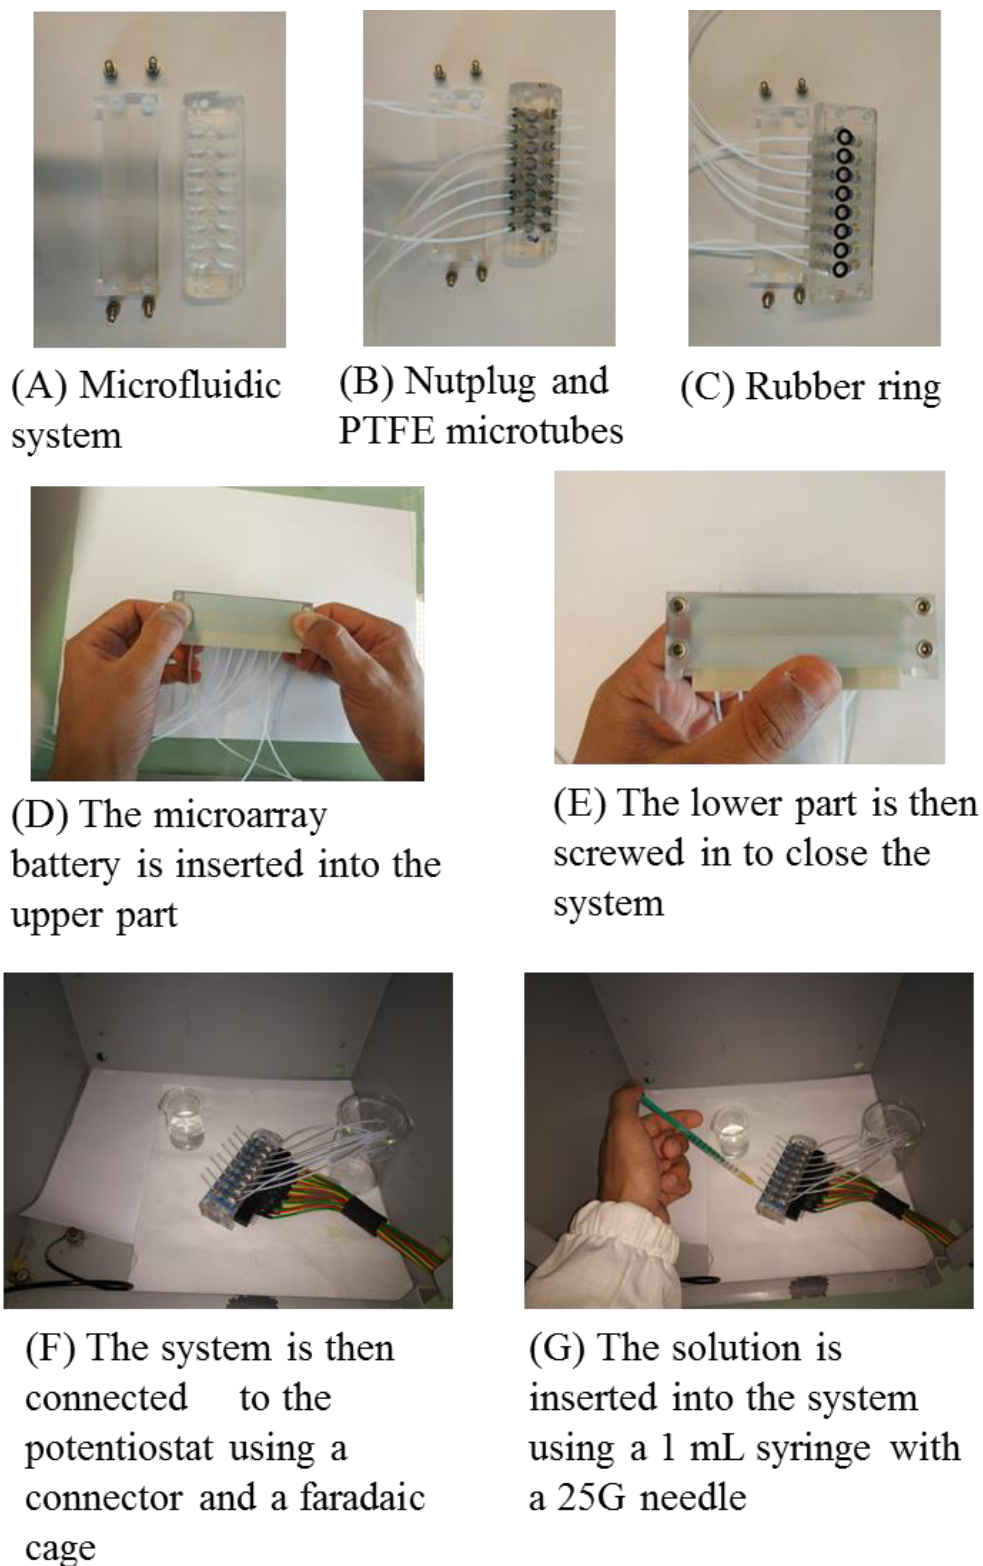 (A) Microfluidic
system
(B) Nutplug and
PTFE microtubes
(C) Rubber ring
(D) The microarray
battery is inserted into the
upper part
(E) The lower part is then
screwed in to close the
system
(F) The system is then
connected to the
potentiostat using a
connector and a faradaic
cage
(G) The solution is
inserted into the system
using a 1 mL syringe with
a 25G needle